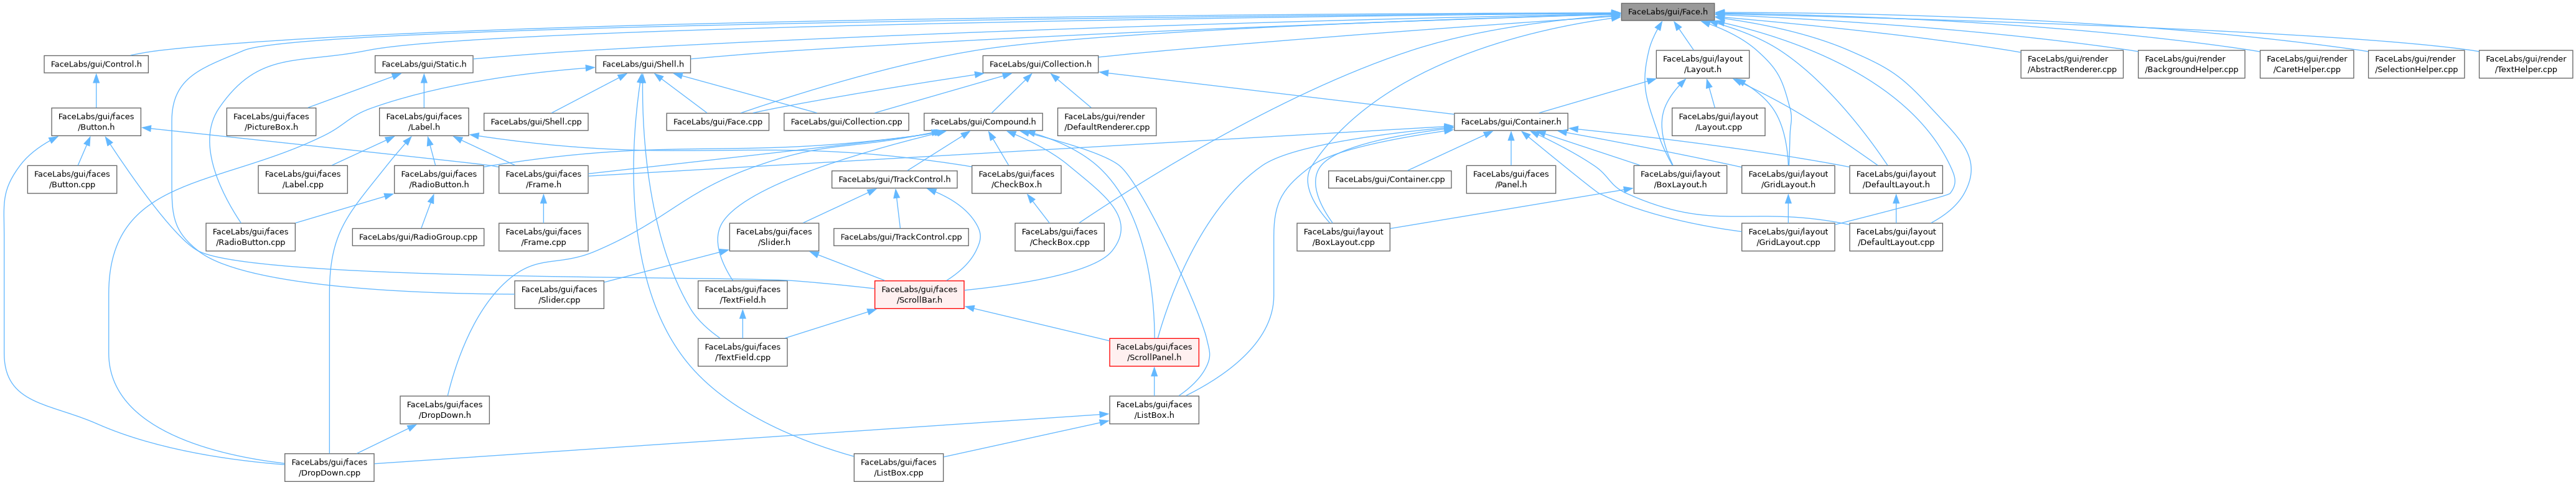 FaceLabs/gui/Face.h
FaceLabs/gui/Control.h
FaceLabs/gui/Static.h
FaceLabs/gui/Shell.h
FaceLabs/gui/Collection.h
FaceLabs/gui/layout
/Layout.h
FaceLabs/gui/render
/AbstractRenderer.cpp
FaceLabs/gui/render
/BackgroundHelper.cpp
FaceLabs/gui/render
/CaretHelper.cpp
FaceLabs/gui/render
/SelectionHelper.cpp
FaceLabs/gui/render
/TextHelper.cpp
FaceLabs/gui/faces
/Button.h
FaceLabs/gui/faces
/PictureBox.h
FaceLabs/gui/faces
/Label.h
FaceLabs/gui/Shell.cpp
FaceLabs/gui/Face.cpp
FaceLabs/gui/Collection.cpp
FaceLabs/gui/Compound.h
FaceLabs/gui/render
/DefaultRenderer.cpp
FaceLabs/gui/Container.h
FaceLabs/gui/layout
/Layout.cpp
FaceLabs/gui/faces
/Button.cpp
FaceLabs/gui/faces
/Label.cpp
FaceLabs/gui/faces
/RadioButton.h
FaceLabs/gui/faces
/Frame.h
FaceLabs/gui/TrackControl.h
FaceLabs/gui/faces
/CheckBox.h
FaceLabs/gui/Container.cpp
FaceLabs/gui/faces
/Panel.h
FaceLabs/gui/layout
/BoxLayout.h
FaceLabs/gui/layout
/GridLayout.h
FaceLabs/gui/layout
/DefaultLayout.h
FaceLabs/gui/faces
/RadioButton.cpp
FaceLabs/gui/RadioGroup.cpp
FaceLabs/gui/faces
/Frame.cpp
FaceLabs/gui/faces
/Slider.h
FaceLabs/gui/TrackControl.cpp
FaceLabs/gui/faces
/CheckBox.cpp
FaceLabs/gui/layout
/BoxLayout.cpp
FaceLabs/gui/layout
/GridLayout.cpp
FaceLabs/gui/layout
/DefaultLayout.cpp
FaceLabs/gui/faces
/Slider.cpp
FaceLabs/gui/faces
/TextField.h
FaceLabs/gui/faces
/ScrollBar.h
FaceLabs/gui/faces
/TextField.cpp
FaceLabs/gui/faces
/ScrollPanel.h
FaceLabs/gui/faces
/DropDown.h
FaceLabs/gui/faces
/ListBox.h
FaceLabs/gui/faces
/DropDown.cpp
FaceLabs/gui/faces
/ListBox.cpp